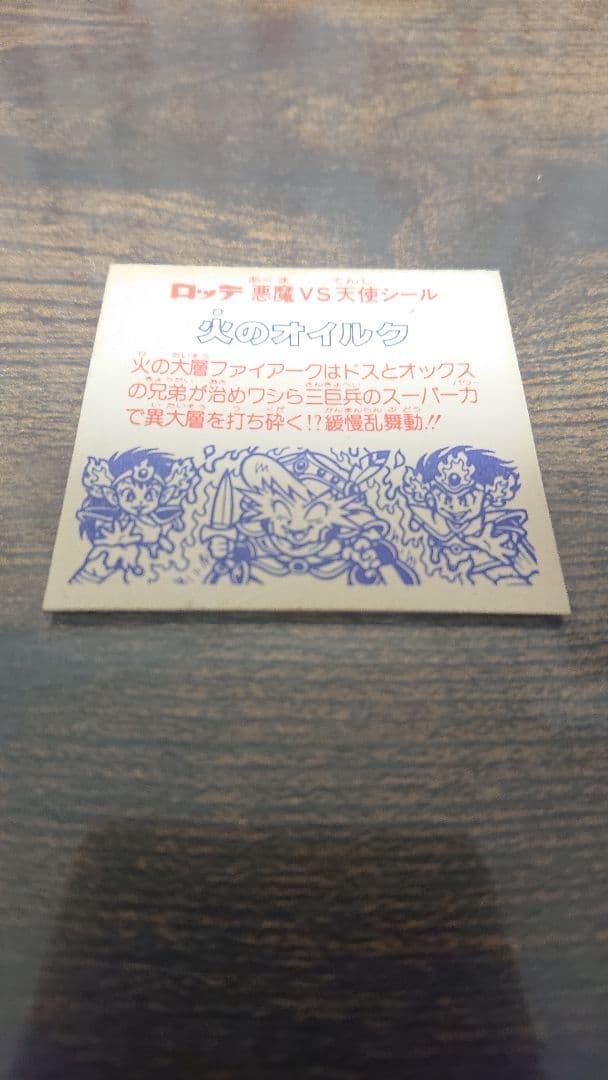 ロッテ 悪魔VS天使シール
火のオイルク
火の大層ファイアークはドスとオックス
の兄弟が治めワシら三巨兵のスーパー力
で異大層を打ち砕く!?緩慢乱舞動!!